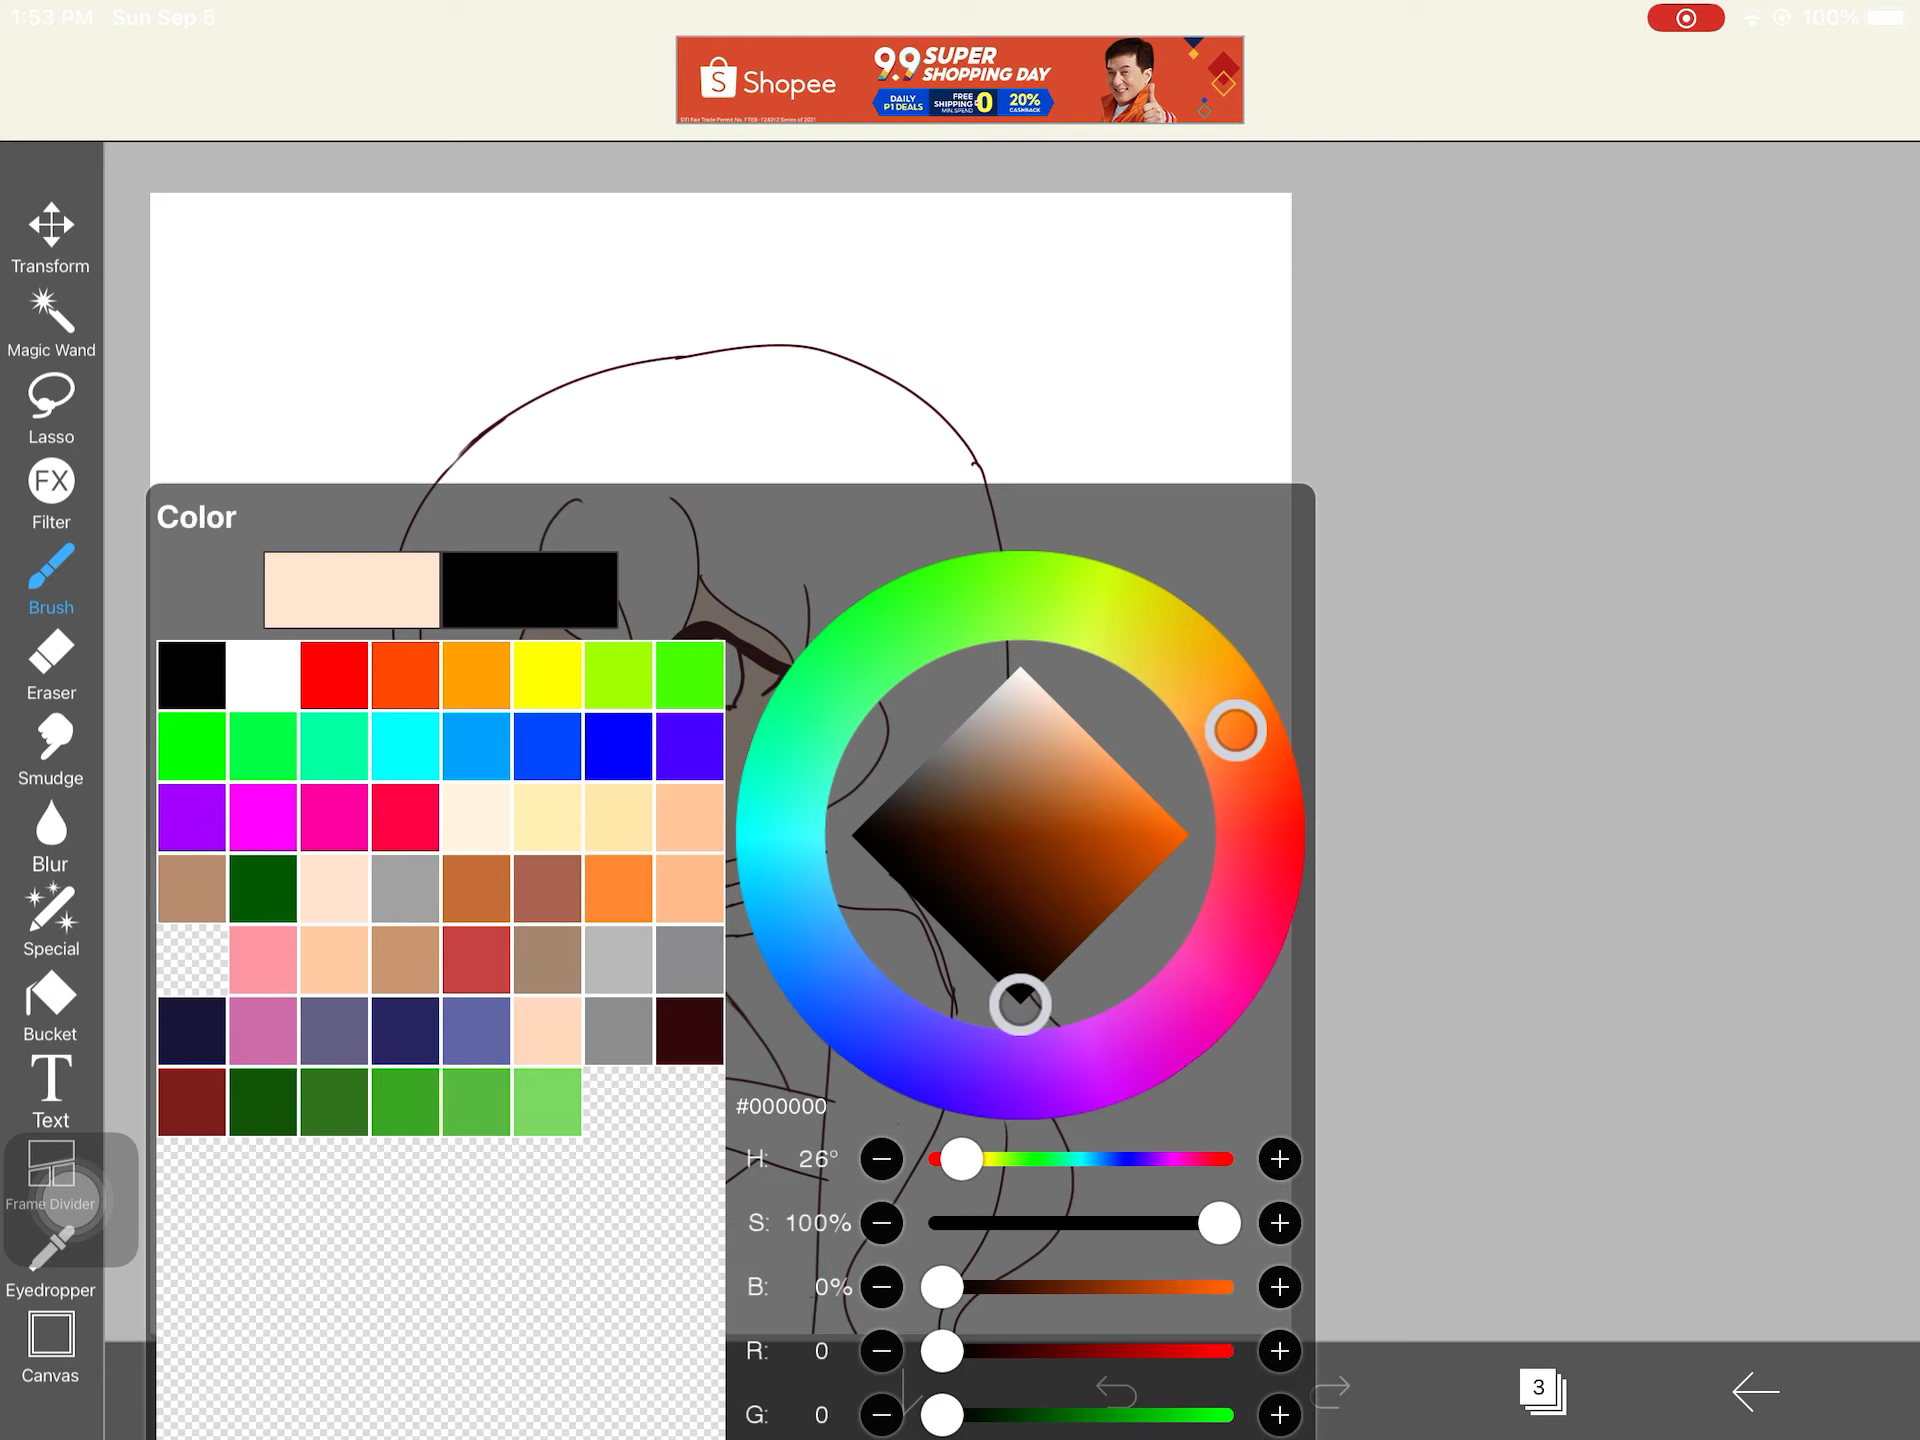 1:53 PM Sun Sep 5
100%
Shopee
9.9 SUPER
SHOPPING DAY
DAILY
₱1 DEALS
FREE
SHIPPING
MIN. SPEND
0
20%
CASHBACK
DTI Fair Trade Permit No. FTEB-124012 Series of 2021
Transform
Magic Wand
Lasso
FX
Filter
Brush
Eraser
Smudge
Blur
Special
Bucket
T
Text
Frame Divider
Eyedropper
Canvas
Color
#000000
H: 26°
S: 100%
B: 0%
R: 0
G: 0
3